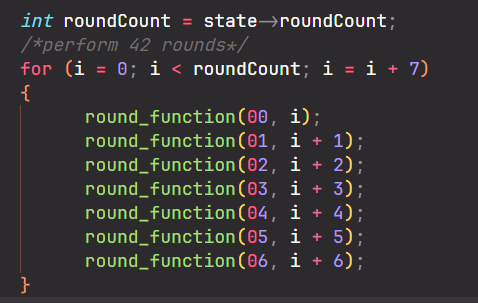 int roundCount = state->roundCount;
/*perform 42 rounds*/
for (i = 0; i < roundCount; i = i + 7)
{
round_function(00, i);
round_function(01, i + 1);
round_function(02, i + 2);
round_function(03, i + 3);
round_function(04, i + 4);
round_function(05, i + 5);
round_function(06, i + 6);
}